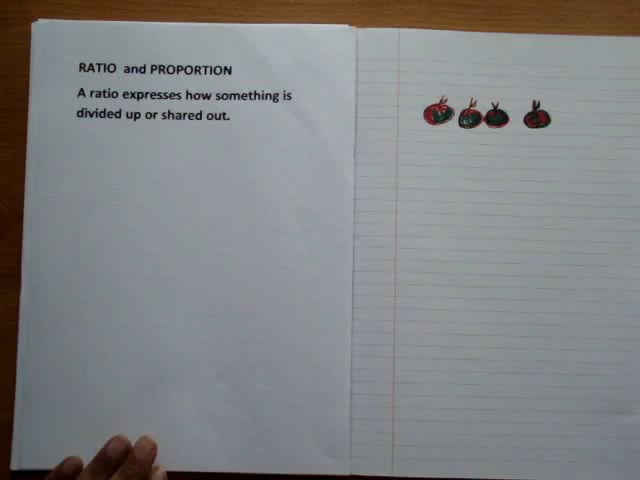 RATIO and PROPORTION
A ratio expresses how something is
divided up or shared out.